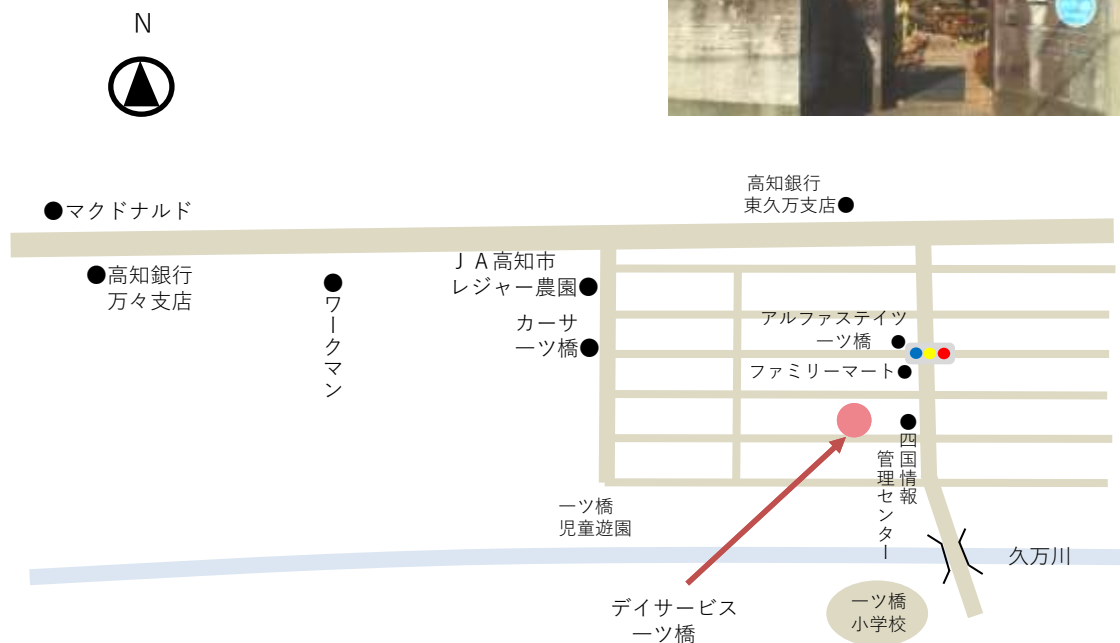 N
マクドナルド
高知銀行
東久万支店
高知銀行
万々支店
ワークマン
ＪＡ高知市
レジャー農園
カーサ
一ツ橋
アルファステイツ
一ツ橋
ファミリーマート
四国情報
管理センター
一ツ橋
児童遊園
久万川
デイサービス
一ツ橋
一ツ橋
小学校